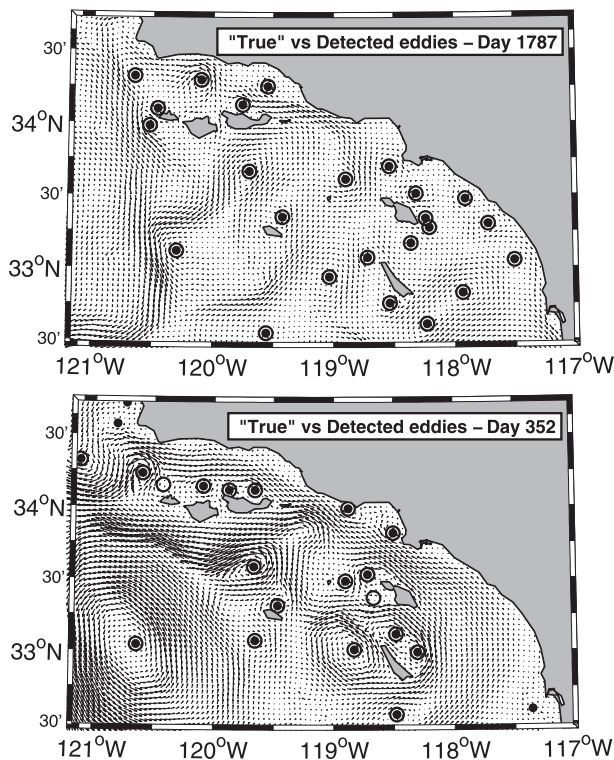 "True" vs Detected eddies – Day 1787
30'
34°N
30'
33°N
30'
121°W 120°W 119°W 118°W 117°W
"True" vs Detected eddies – Day 352
30'
34°N
30'
33°N
30'
121°W 120°W 119°W 118°W 117°W